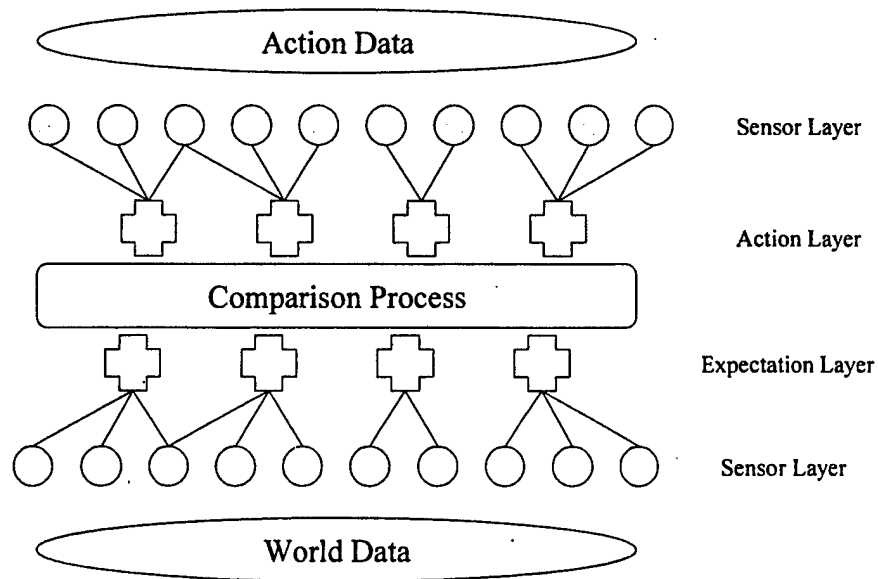 Action Data
Sensor Layer
Action Layer
Comparison Process
Expectation Layer
Sensor Layer
World Data